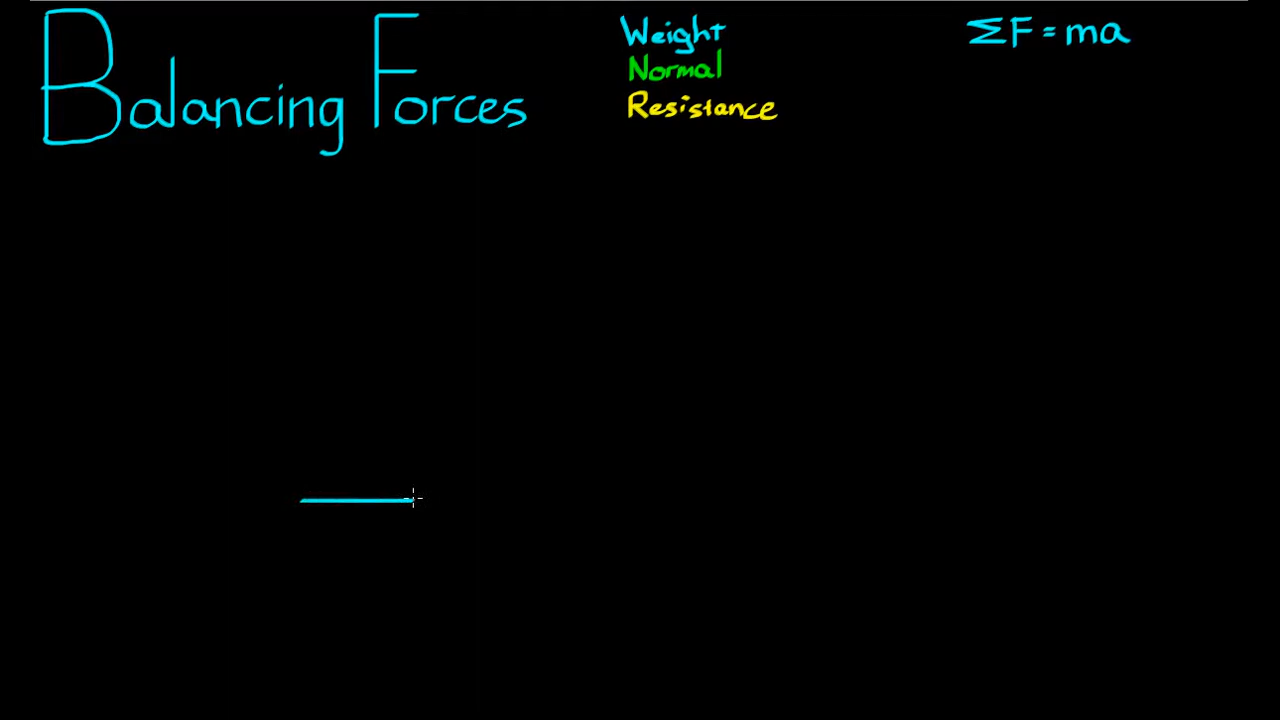 Balancing Forces
Weight
Normal
Resistance
ΣF = ma